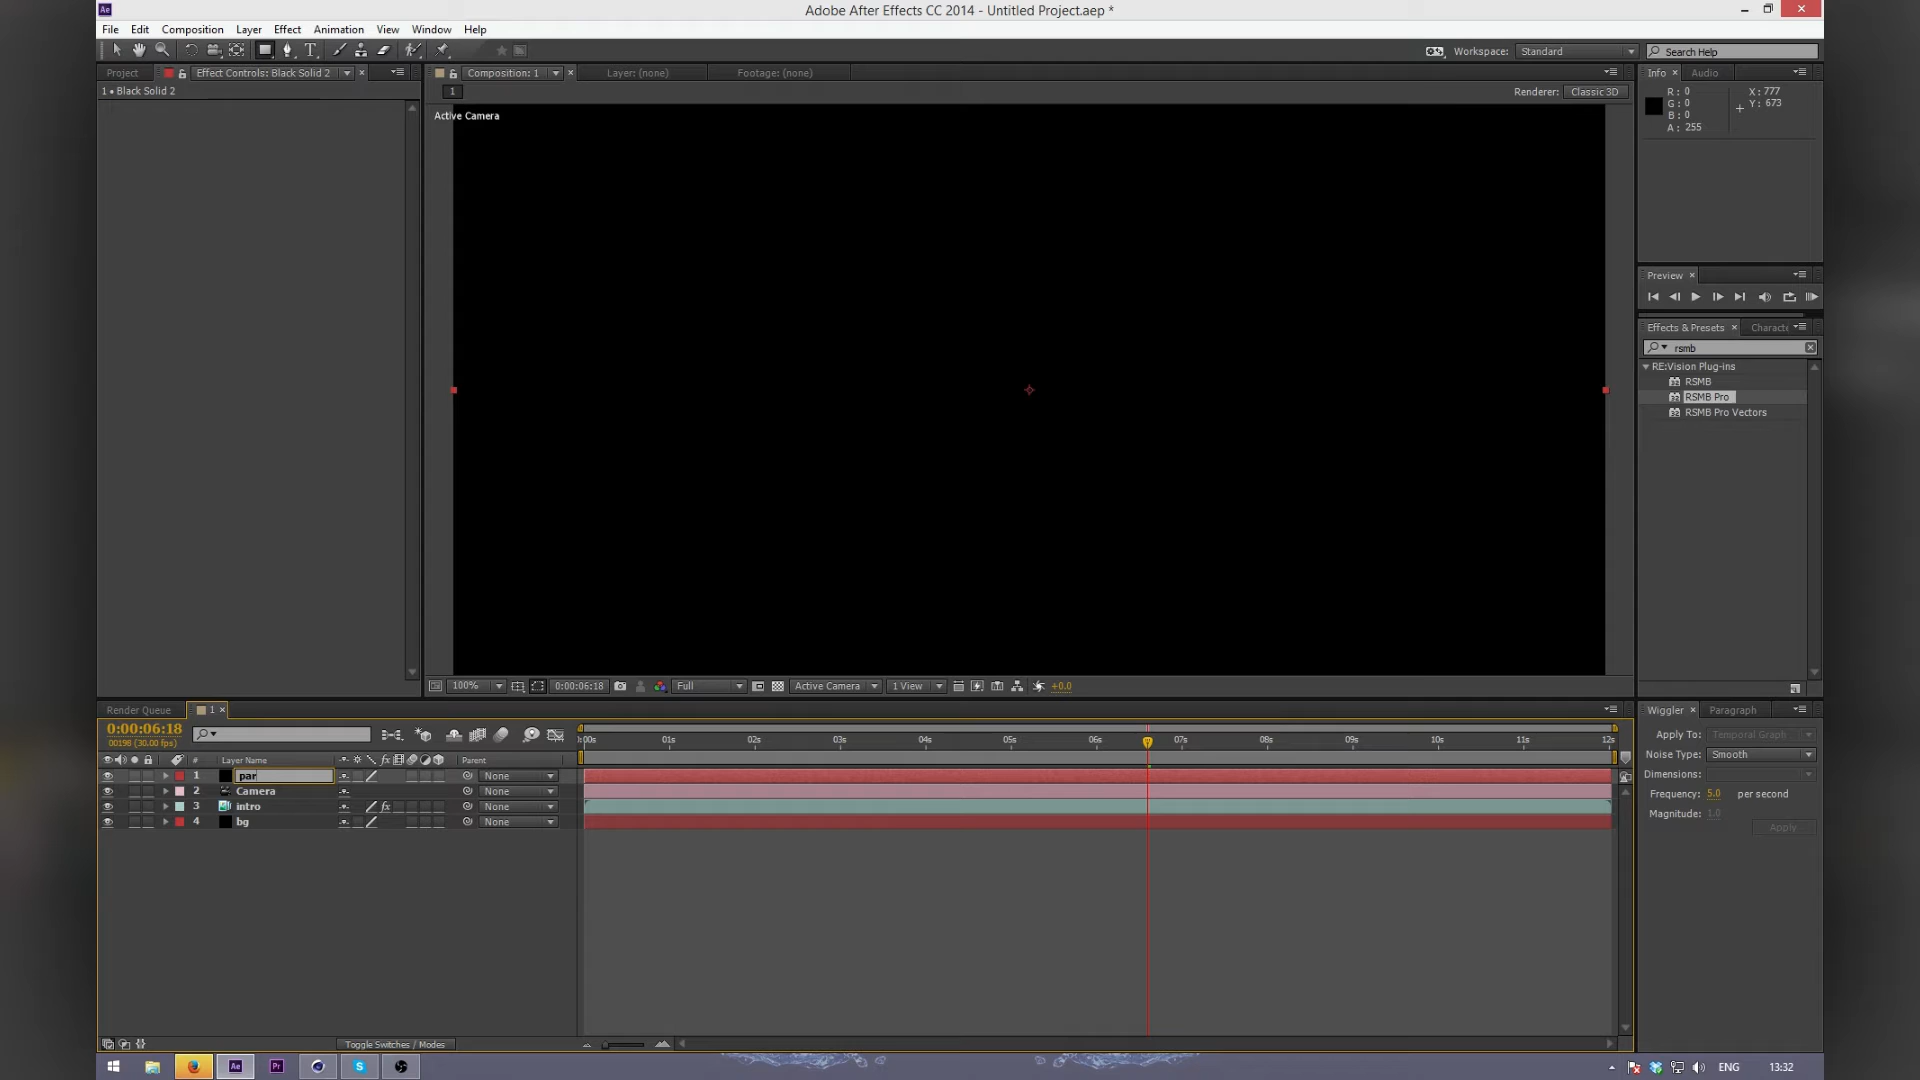 Ae
Adobe After Effects CC 2014 - Untitled Project.aep *
File Edit Composition Layer Effect Animation View Window Help
T
Workspace: Standard
Search Help
Project Effect Controls: Black Solid 2
Composition: 1 Layer: (none) Footage: (none)
Info Audio
1 • Black Solid 2
1
Renderer: Classic 3D
Active Camera
R: 0
G: 0
B: 0
A: 255
X: 777
Y: 673
Preview
Effects & Presets Characte
rsmb
RE:Vision Plug-ins
RSMB
RSMB Pro
RSMB Pro Vectors
100% 0:00:06:18 Full Active Camera 1 View +0.0
Render Queue 1
Wiggler Paragraph
0:00:06:18
00198 (30.00 fps)
Apply To: Temporal Graph
Noise Type: Smooth
Dimensions:
Frequency: 5.0 per second
Magnitude: 1.0
Apply
00s 01s 02s 03s 04s 05s 06s 07s 08s 09s 10s 11s 12s
# Layer Name fx Parent
1 par None
2 Camera None
3 intro fx None
4 bg None
Toggle Switches / Modes
Ae Pr S
ENG 13:32